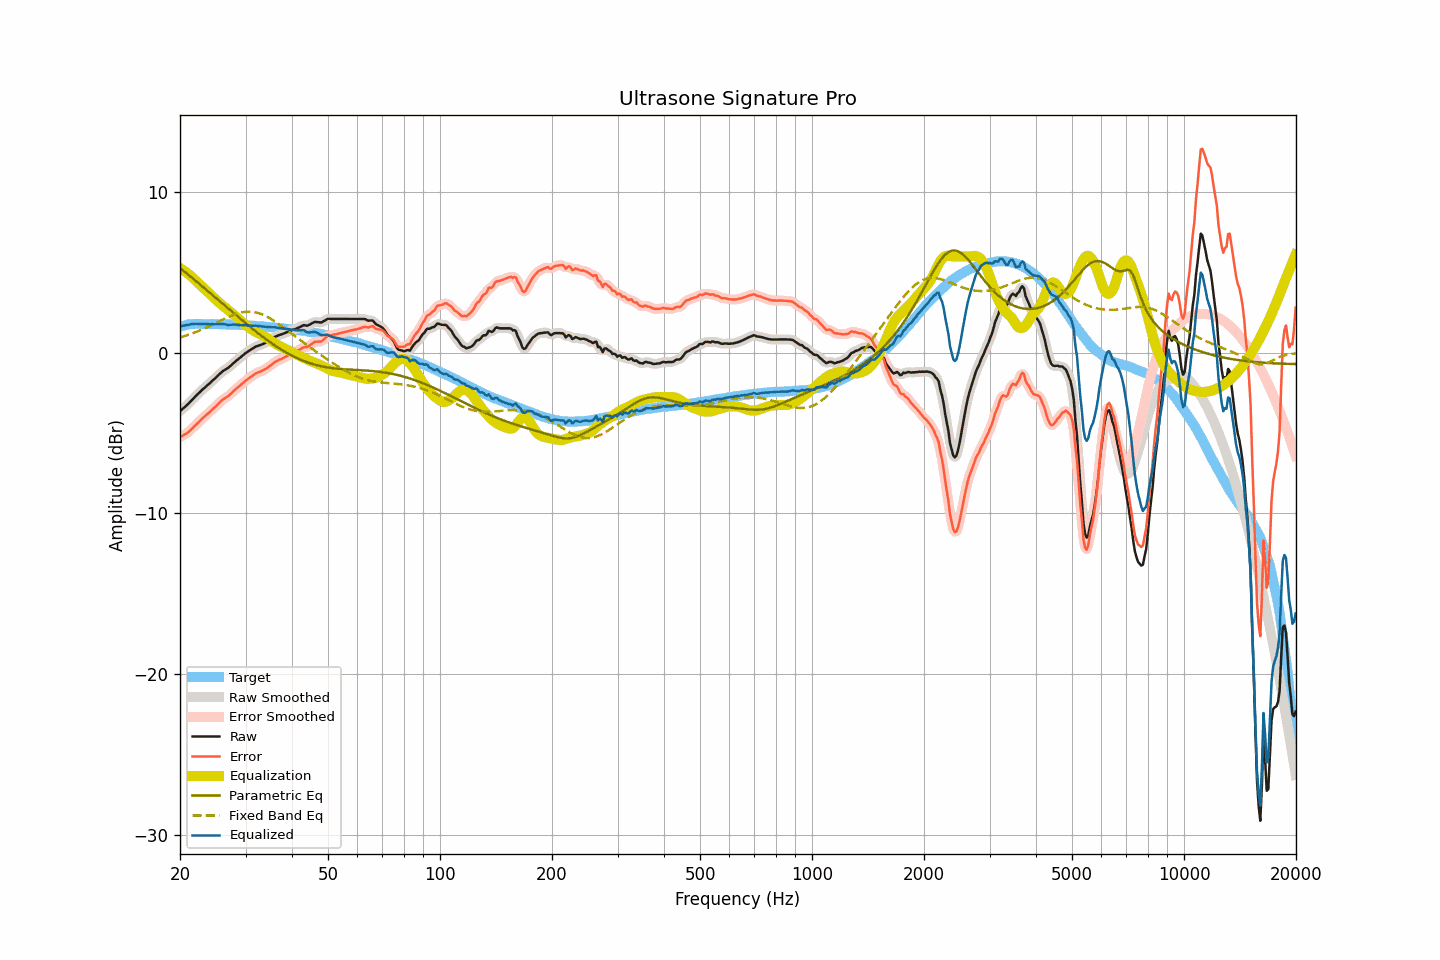 Ultrasone Signature Pro
Amplitude (dBr)
10
0
−10
−20
−30
Target
Raw Smoothed
Error Smoothed
Raw
Error
Equalization
Parametric Eq
Fixed Band Eq
Equalized
20 50 100 200 500 1000 2000 5000 10000 20000
Frequency (Hz)